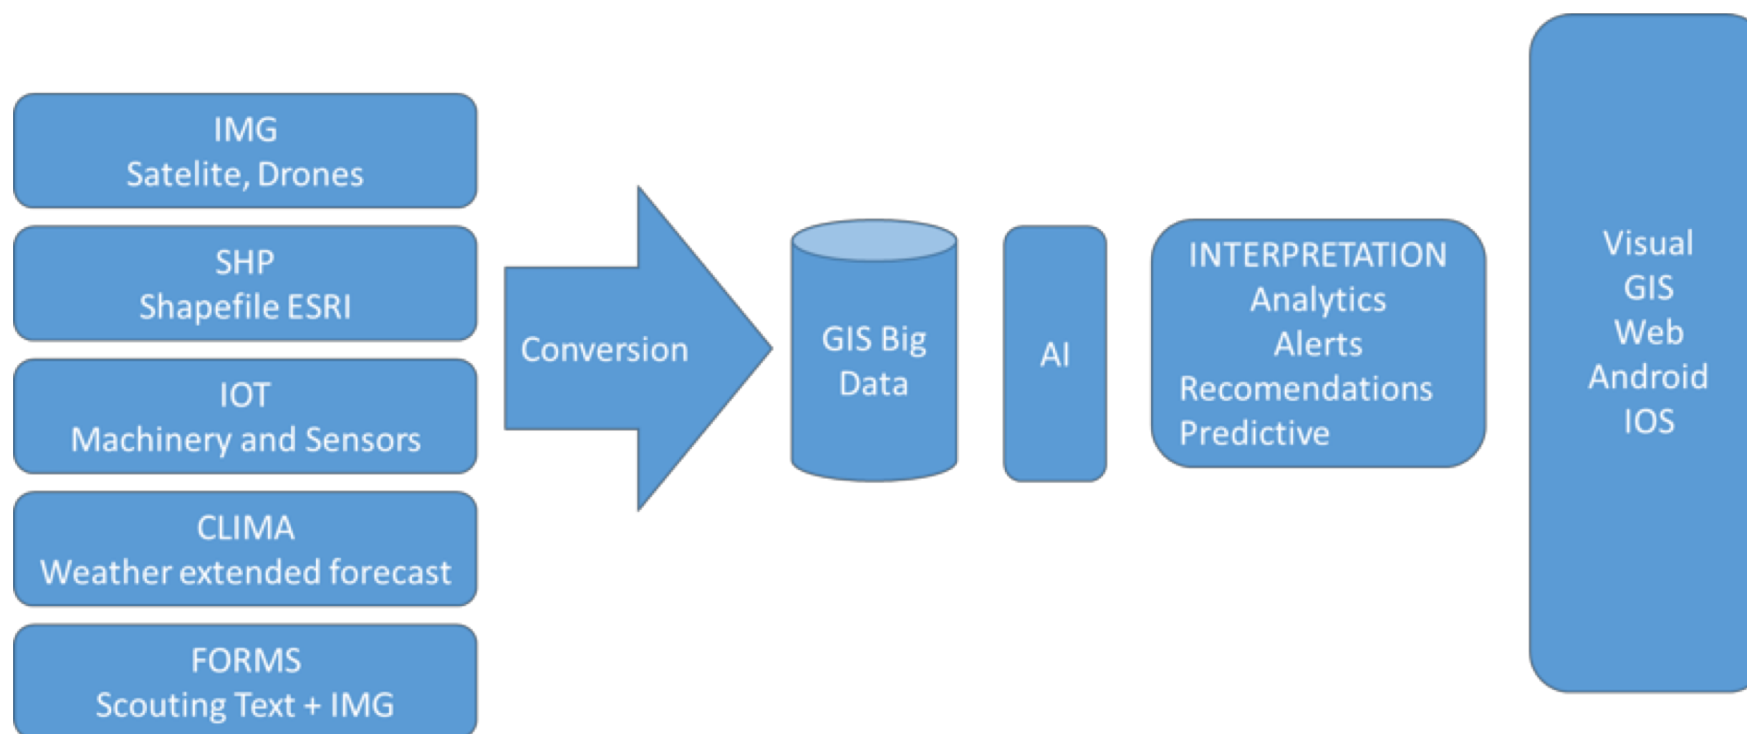 IMG
Satelite, Drones
SHP
Shapefile ESRI
IOT
Machinery and Sensors
CLIMA
Weather extended forecast
FORMS
Scouting Text + IMG
Conversion
GIS Big
Data
AI
INTERPRETATION
Analytics
Alerts
Recomendations
Predictive
Visual
GIS
Web
Android
IOS